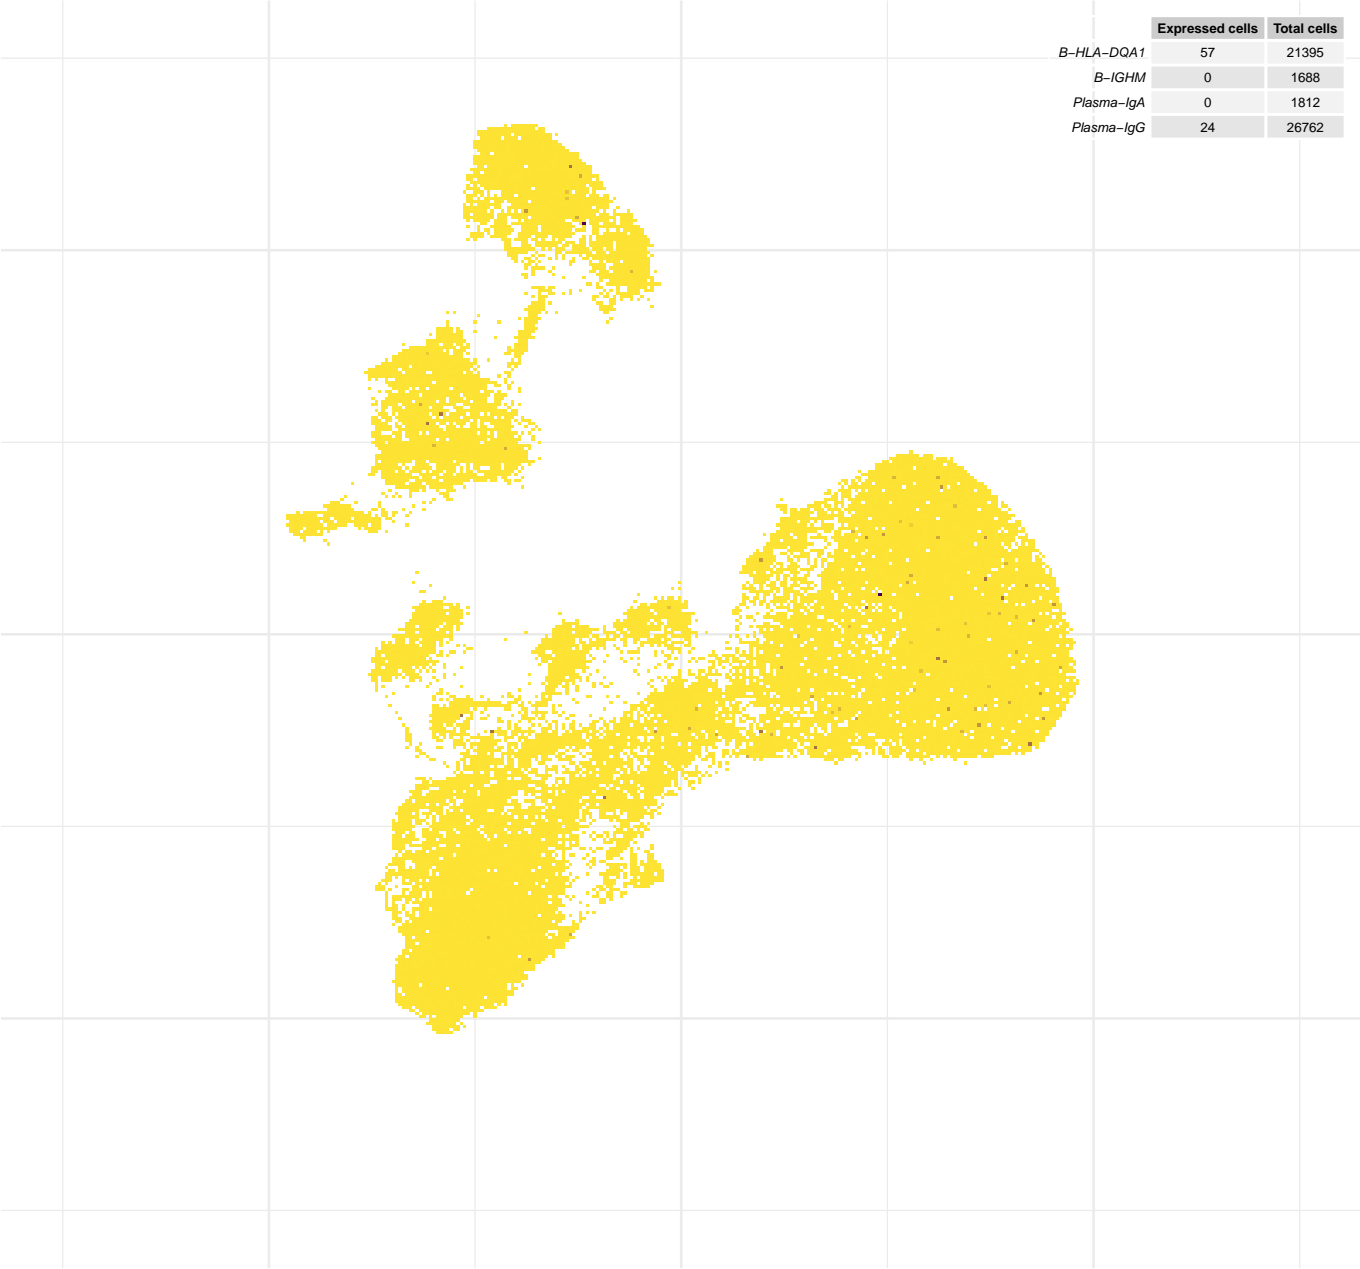 Expressed cells Total cells
B−HLA−DQA1 57 21395
B−IGHM 0 1688
Plasma−IgA 0 1812
Plasma−IgG 24 26762